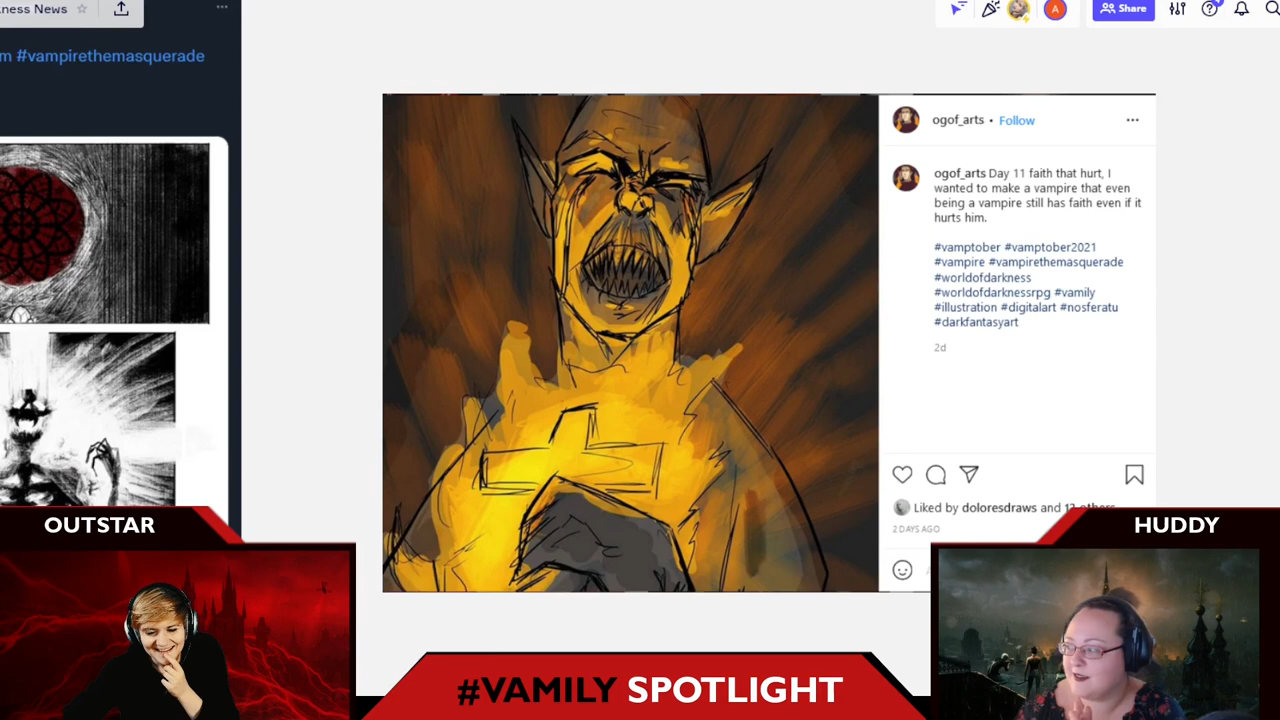 ness News
m #vampirethemasquerade
Share
ogof_arts • Follow
ogof_arts Day 11 faith that hurt, I
wanted to make a vampire that even
being a vampire still has faith even if it
hurts him.
#vamptober #vamptober2021
#vampire #vampirethemasquerade
#worldofdarkness
#worldofdarknessrpg #vamily
#illustration #digitalart #nosferatu
#darkfantasyart
2d
Liked by doloresdraws and 12 others
2 DAYS AGO
OUTSTAR
HUDDY
#VAMILY SPOTLIGHT